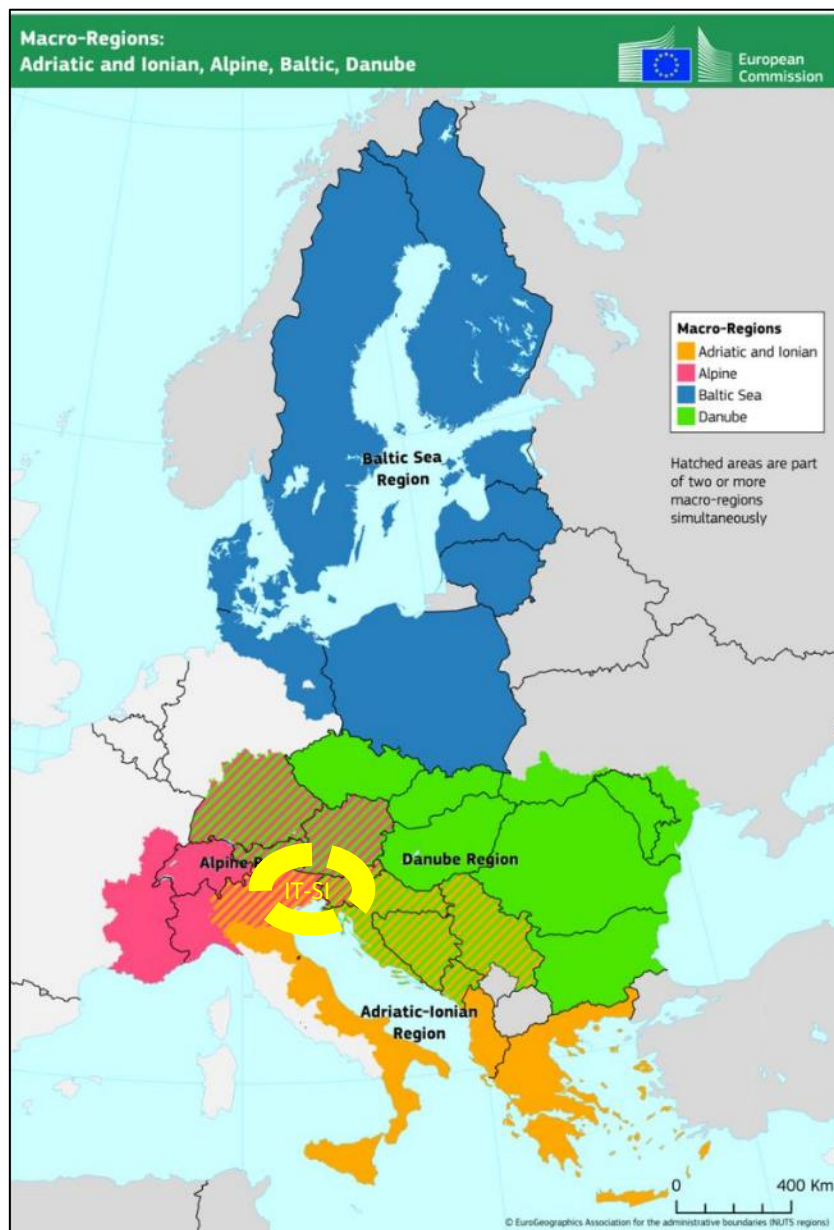 Macro-Regions:
Adriatic and Ionian, Alpine, Baltic, Danube
European
Commission
Macro-Regions
Adriatic and Ionian
Alpine
Baltic Sea
Danube
Hatched areas are part
of two or more
macro-regions
simultaneously
Baltic Sea
Region
Alpine
Danube Region
IT-SI
Adriatic-Ionian
Region
0 400 Km
© EuroGeographics Association for the administrative boundaries (NUTS regions)